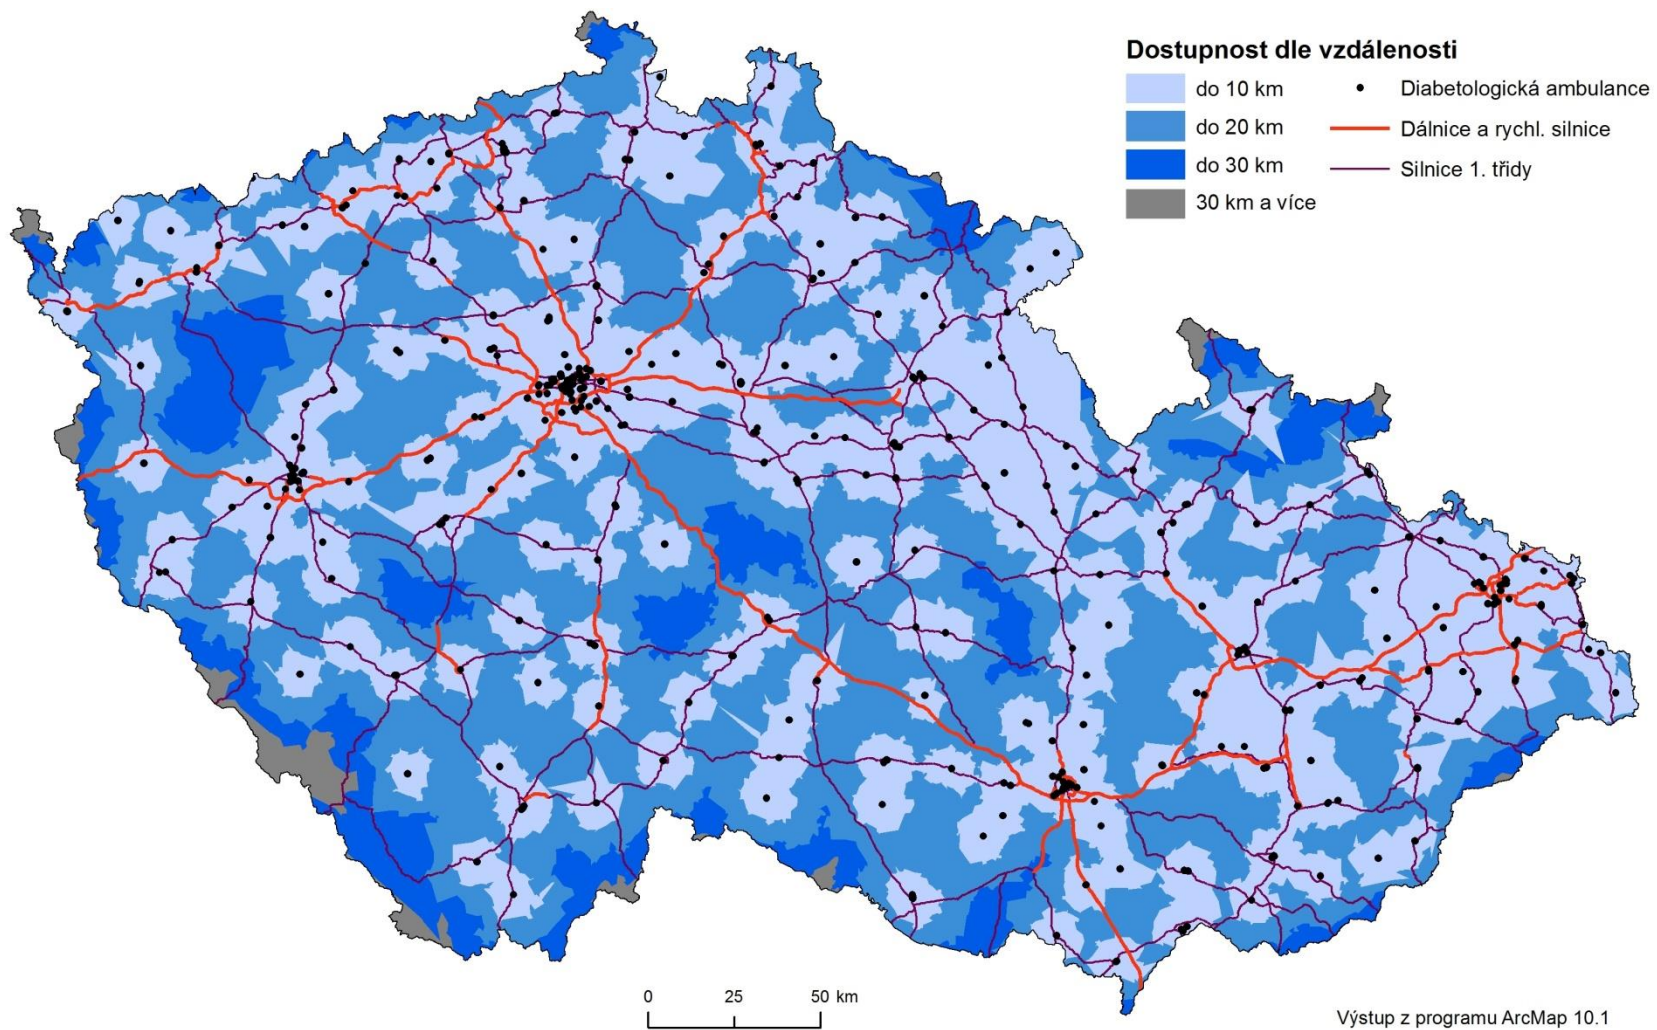 Dostupnost dle vzdálenosti
do 10 km
Diabetologická ambulance
do 20 km
Dálnice a rychl. silnice
do 30 km
Silnice 1. třídy
30 km a více
0 25 50 km
Výstup z programu ArcMap 10.1